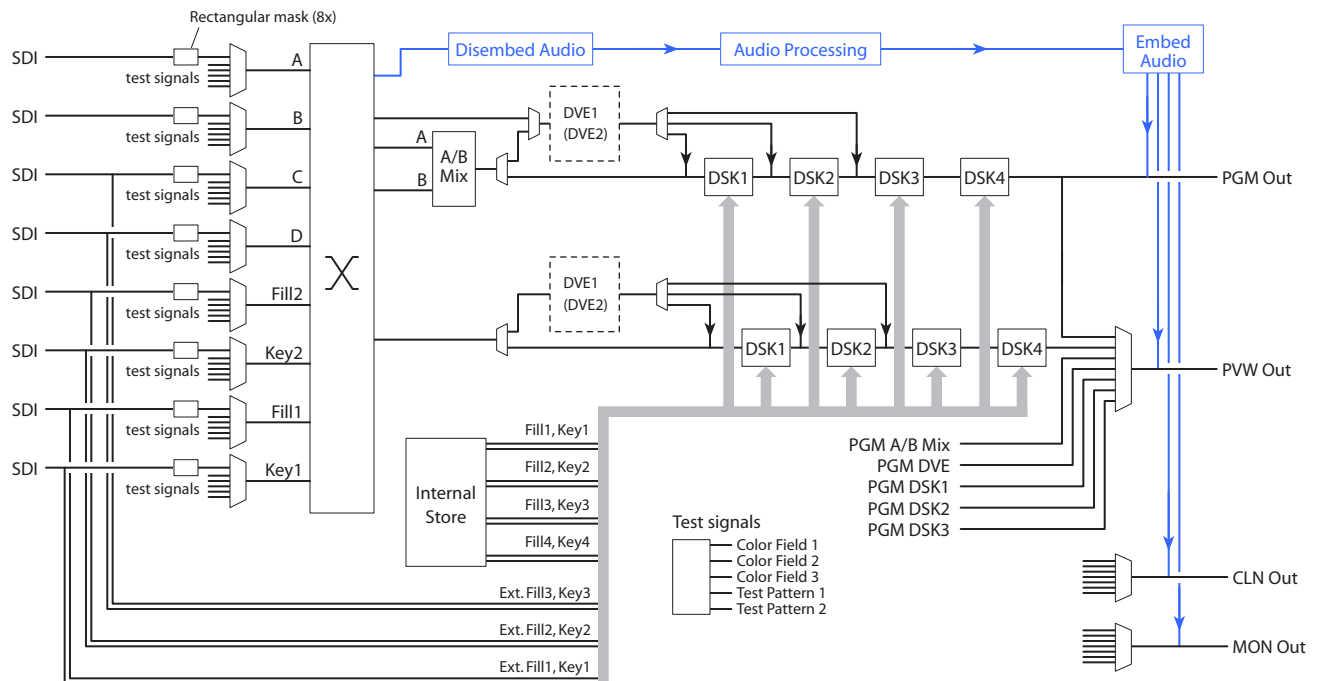 Rectangular mask (8x)
SDI
test signals
A
SDI
test signals
B
SDI
test signals
C
SDI
test signals
D
SDI
test signals
Fill2
SDI
test signals
Key2
SDI
test signals
Fill1
SDI
test signals
Key1
Disembed Audio
Audio Processing
Embed
Audio
A
B
A/B
Mix
DVE1
(DVE2)
DSK1
DSK2
DSK3
DSK4
PGM Out
DVE1
(DVE2)
DSK1
DSK2
DSK3
DSK4
PVW Out
PGM A/B Mix
PGM DVE
PGM DSK1
PGM DSK2
PGM DSK3
Internal
Store
Fill1, Key1
Fill2, Key2
Fill3, Key3
Fill4, Key4
Ext. Fill3, Key3
Ext. Fill2, Key2
Ext. Fill1, Key1
Test signals
Color Field 1
Color Field 2
Color Field 3
Test Pattern 1
Test Pattern 2
CLN Out
MON Out